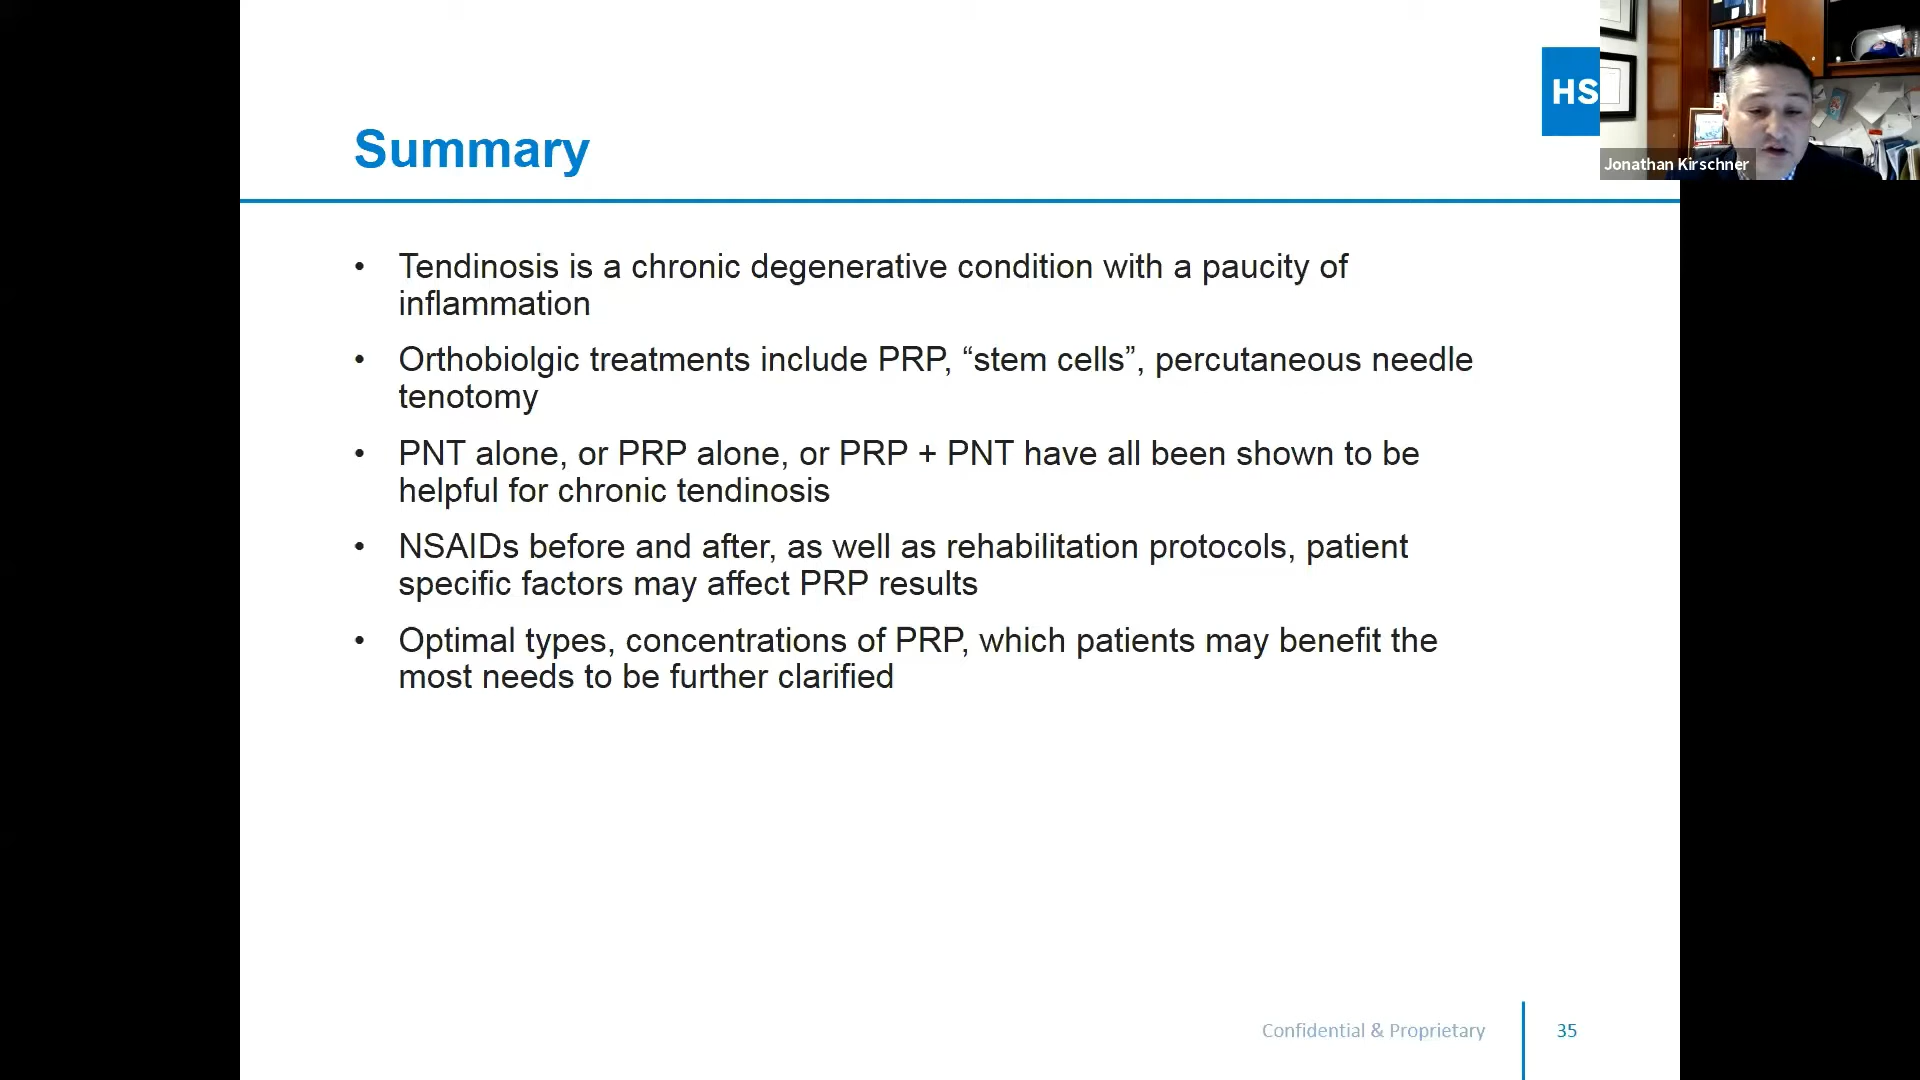 HS
Jonathan Kirschner
Summary
• Tendinosis is a chronic degenerative condition with a paucity of
inflammation
• Orthobiolgic treatments include PRP, “stem cells”, percutaneous needle
tenotomy
• PNT alone, or PRP alone, or PRP + PNT have all been shown to be
helpful for chronic tendinosis
• NSAIDs before and after, as well as rehabilitation protocols, patient
specific factors may affect PRP results
• Optimal types, concentrations of PRP, which patients may benefit the
most needs to be further clarified
Confidential & Proprietary
35